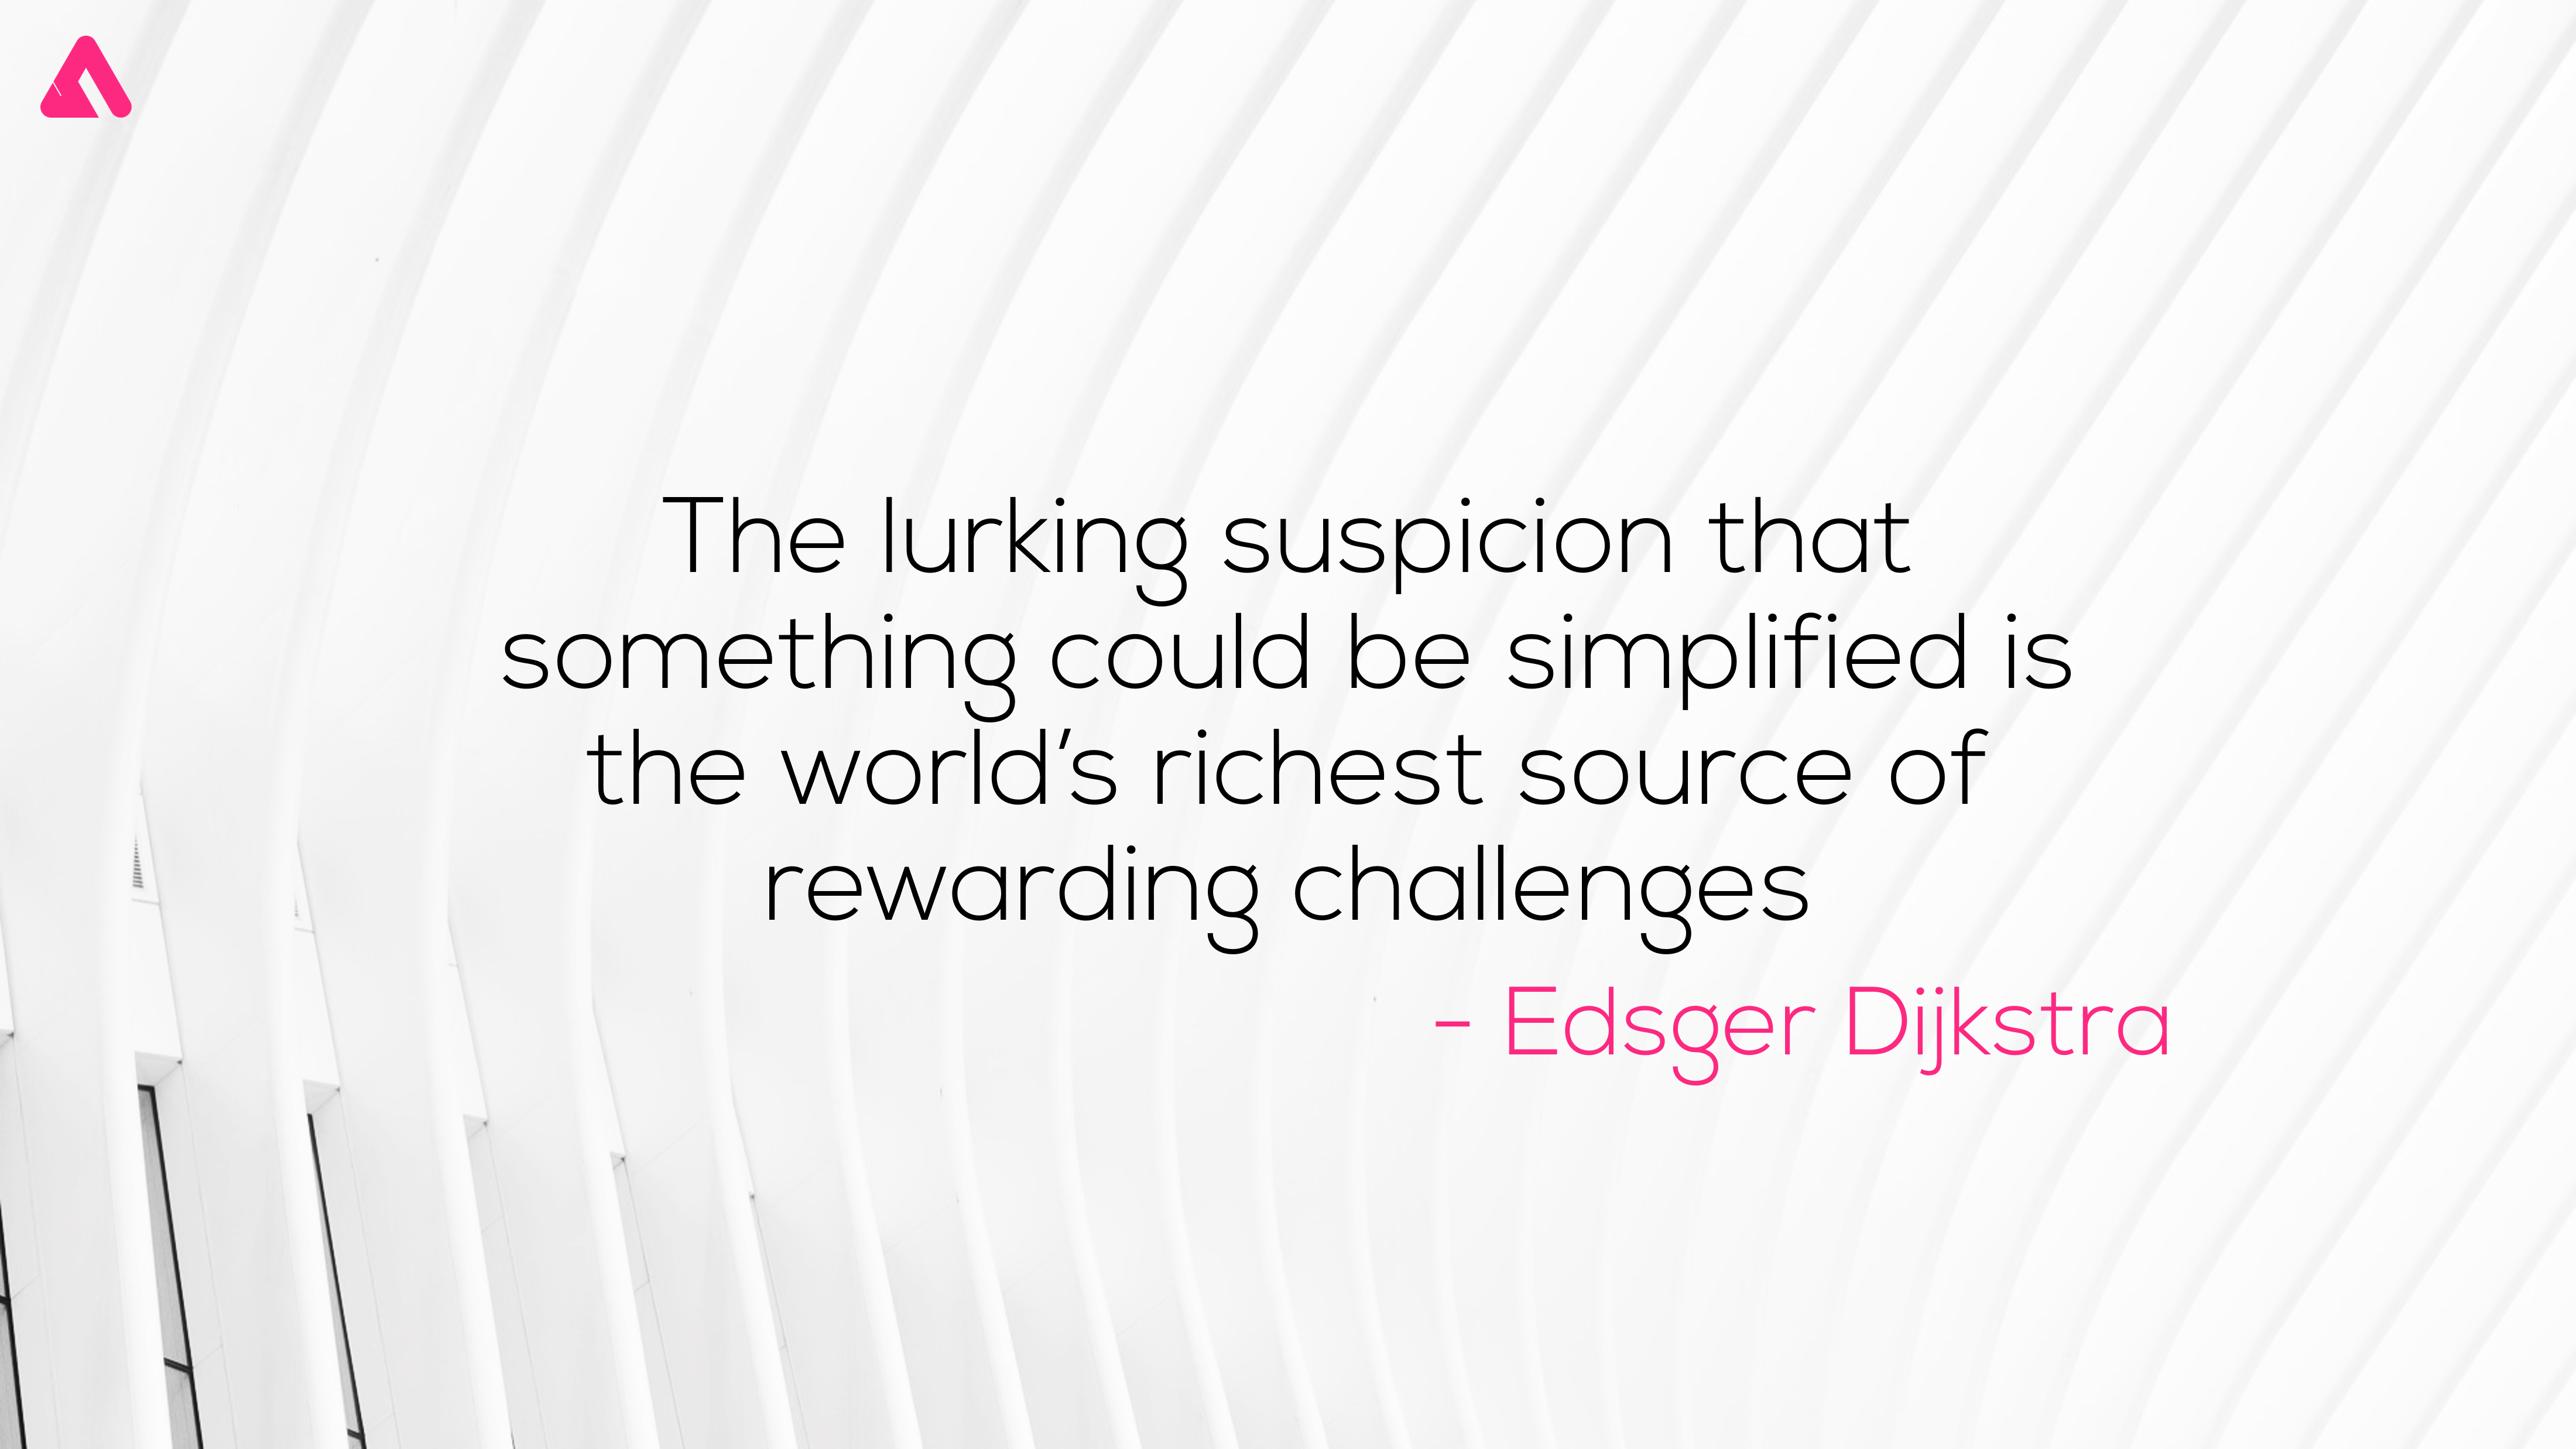 The lurking suspicion that
something could be simplified is
the world’s richest source of
rewarding challenges
- Edsger Dijkstra